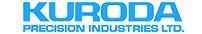 KURODA
PRECISION INDUSTRIES LTD.